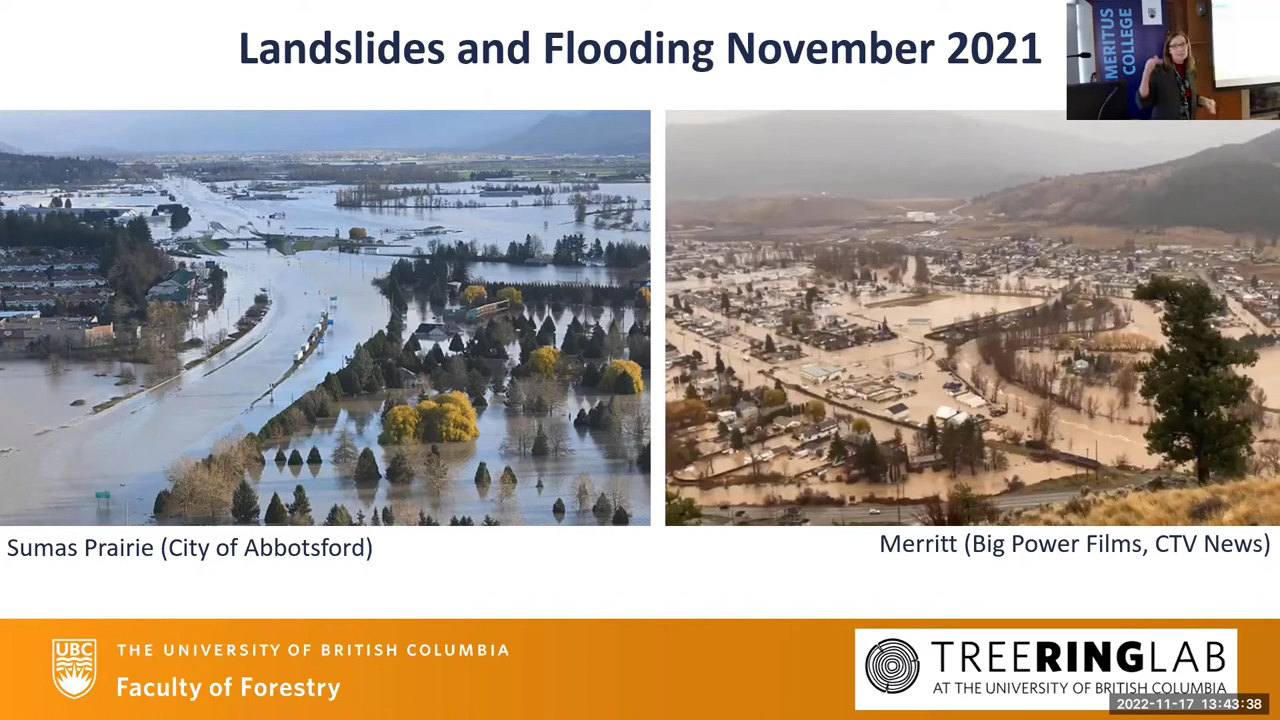 Landslides and Flooding November 2021
MERITUS
COLLEGE
Sumas Prairie (City of Abbotsford)
Merritt (Big Power Films, CTV News)
UBC
THE UNIVERSITY OF BRITISH COLUMBIA
Faculty of Forestry
TREERINGLAB
AT THE UNIVERSITY OF BRITISH COLUMBIA
2022-11-17 13:43:38